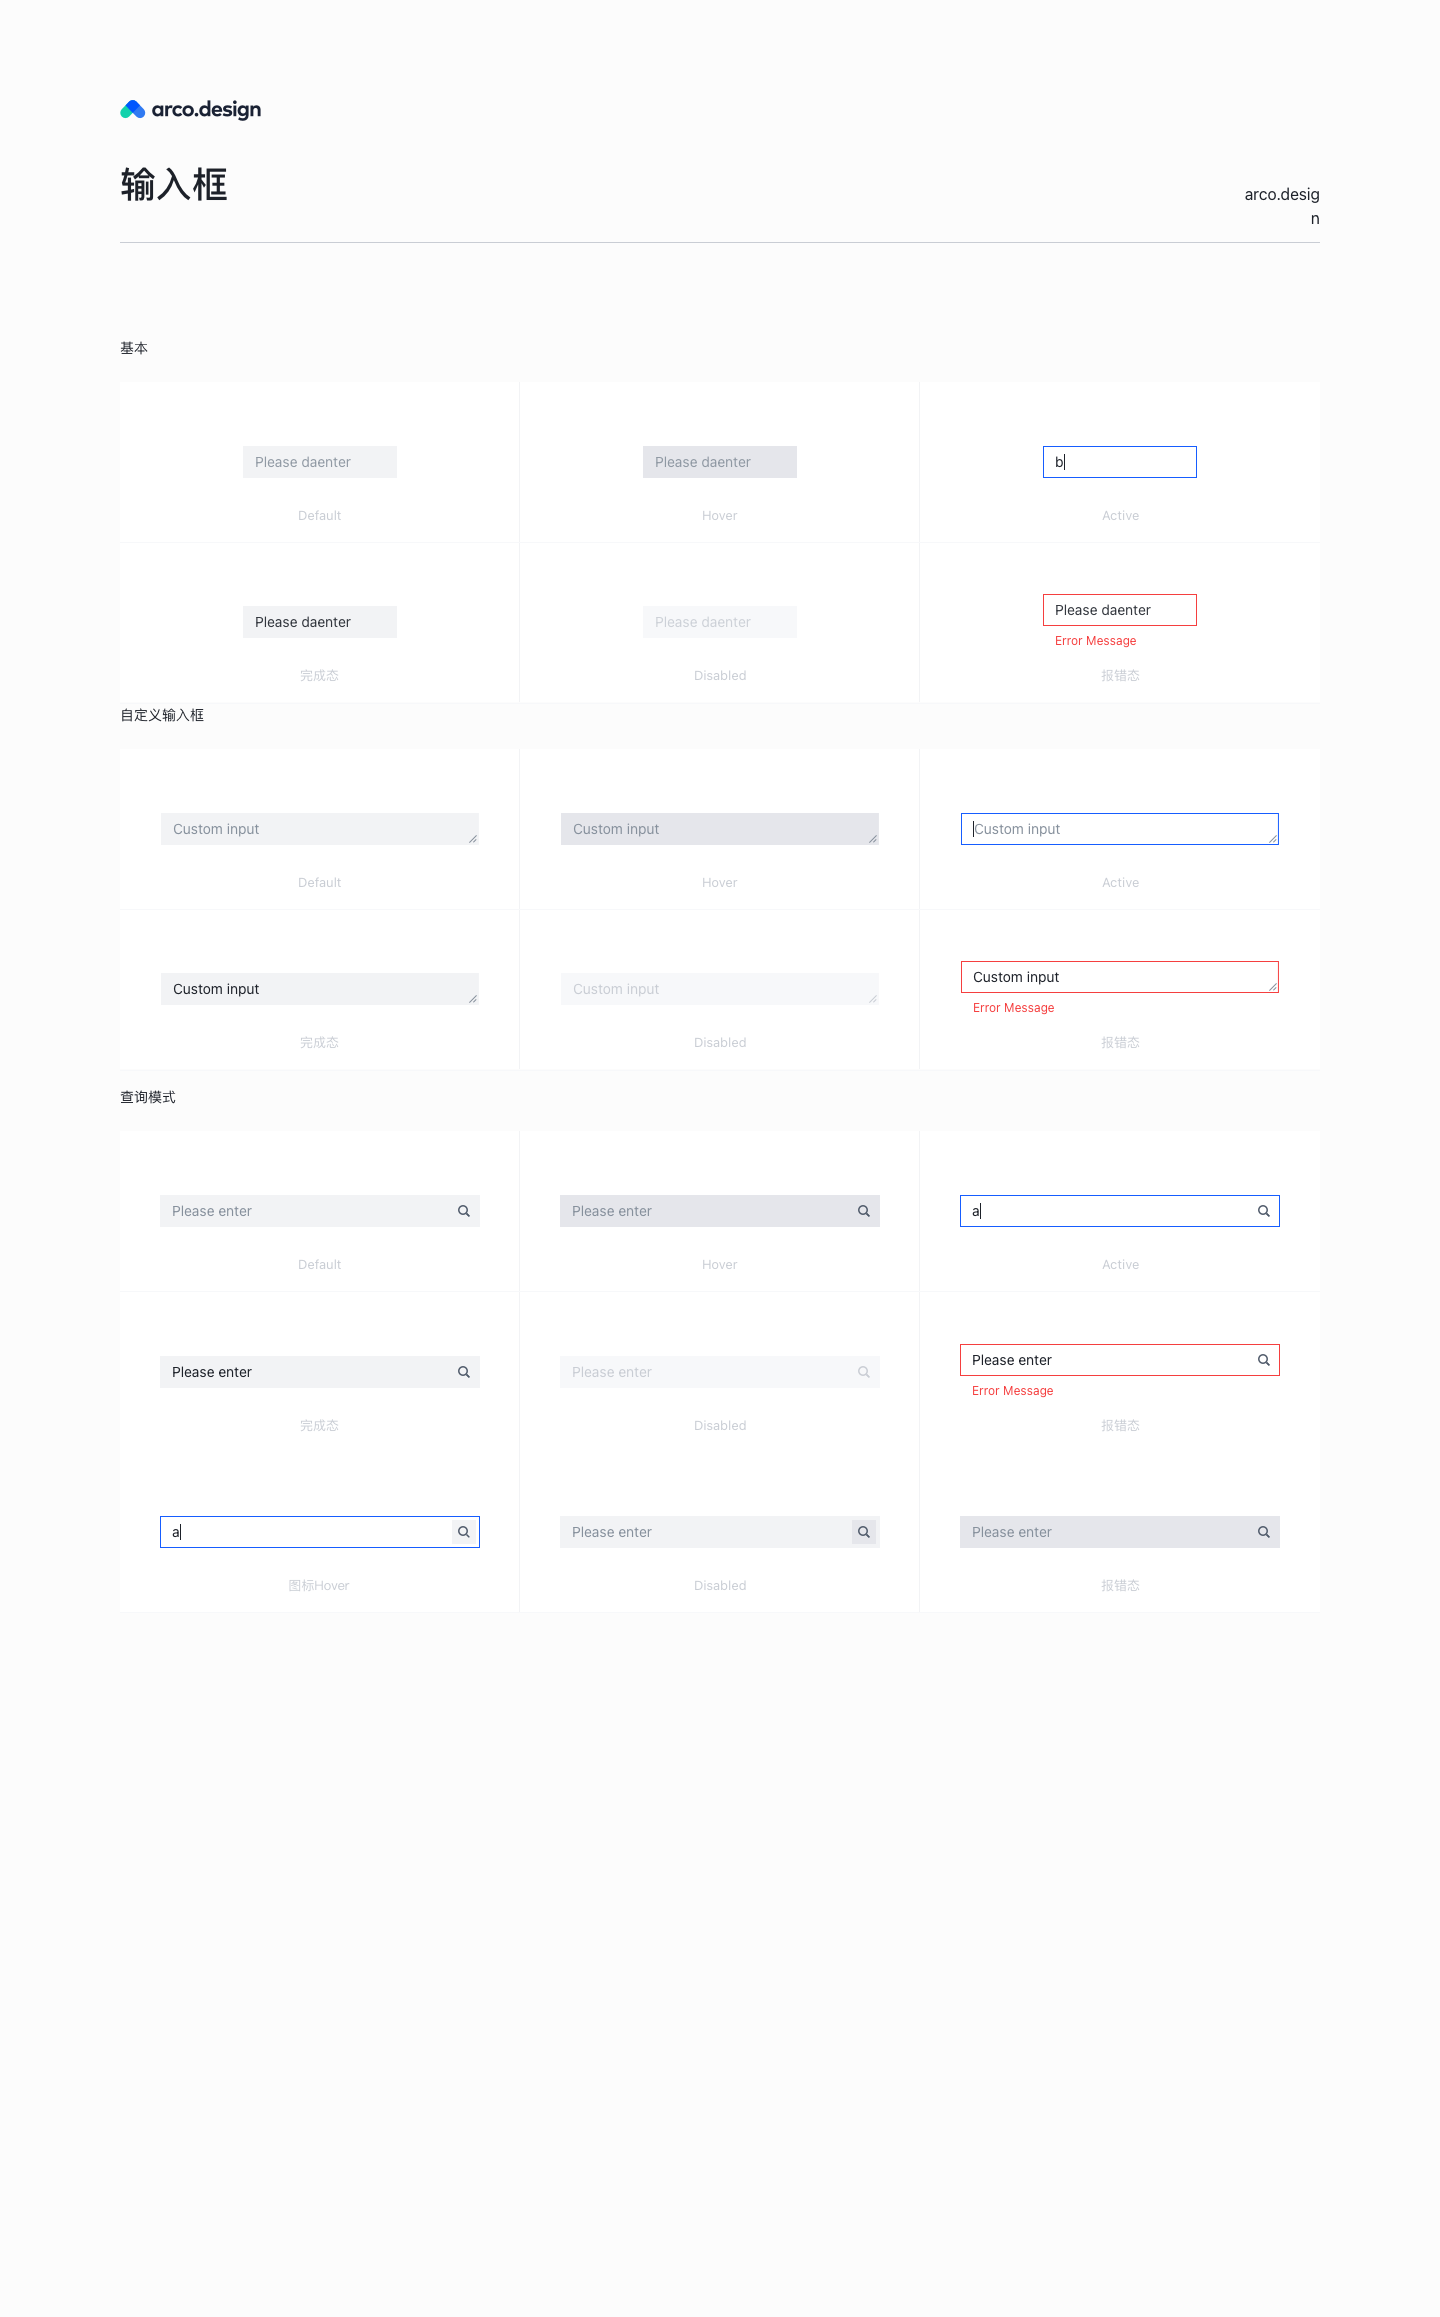 arco.design
输入框
arco.desig
n
基本
Please daenter
Please daenter
b
Default
Hover
Active
Please daenter
Please daenter
Please daenter
Error Message
完成态
Disabled
报错态
自定义输入框
Custom input
Custom input
Custom input
Default
Hover
Active
Custom input
Custom input
Custom input
Error Message
完成态
Disabled
报错态
查询模式
Please enter
Please enter
a
Default
Hover
Active
Please enter
Please enter
Please enter
Error Message
完成态
Disabled
报错态
a
Please enter
Please enter
图标Hover
Disabled
报错态